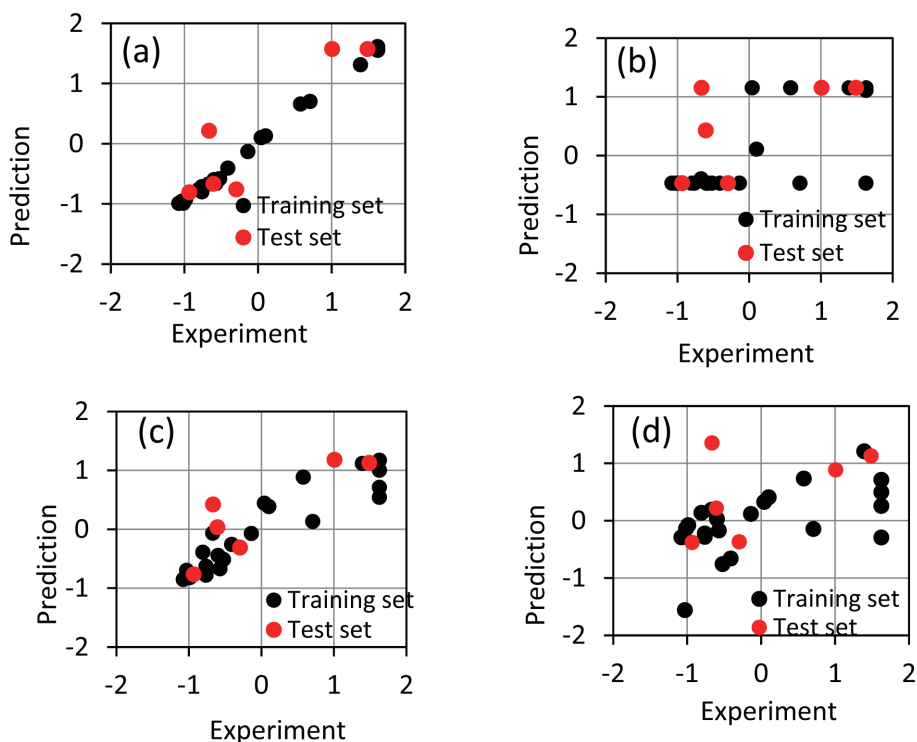 (a)
2
1
0
-1
-2
-2 -1 0 1 2
Prediction
Experiment
Training set
Test set
(b)
2
1
0
-1
-2
-2 -1 0 1 2
Prediction
Experiment
Training set
Test set
(c)
2
1
0
-1
-2
-2 -1 0 1 2
Prediction
Experiment
Training set
Test set
(d)
2
1
0
-1
-2
-2 -1 0 1 2
Prediction
Experiment
Training set
Test set